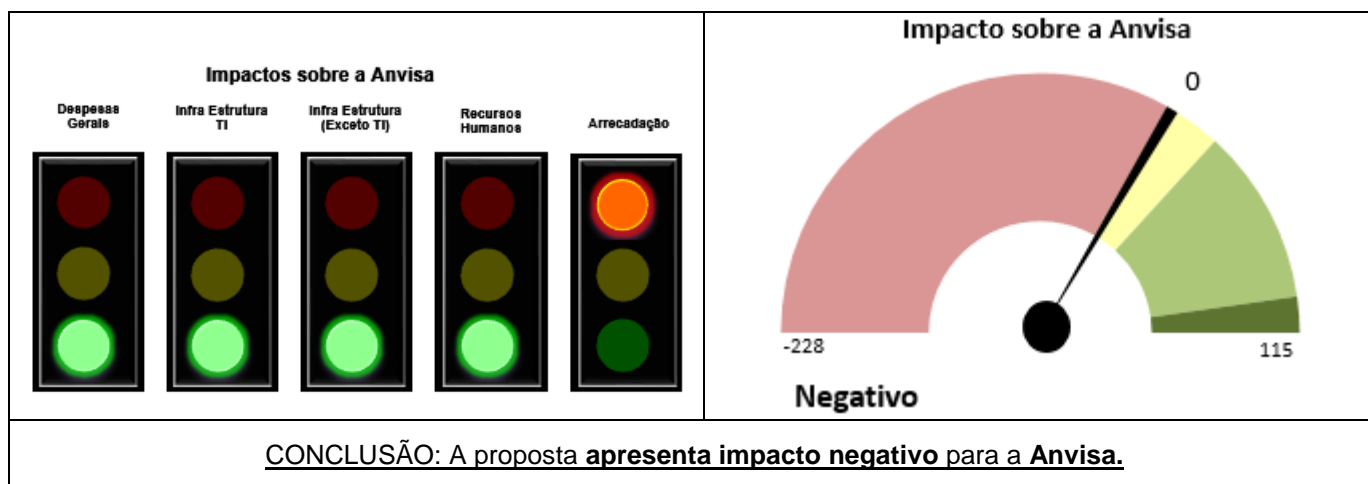 Impactos sobre a Anvisa
Despesas
Gerais
Infra Estrutura
TI
Infra Estrutura
(Exceto TI)
Recursos
Humanos
Arrecadação
Impacto sobre a Anvisa
0
-228
115
Negativo
CONCLUSÃO: A proposta apresenta impacto negativo para a Anvisa.